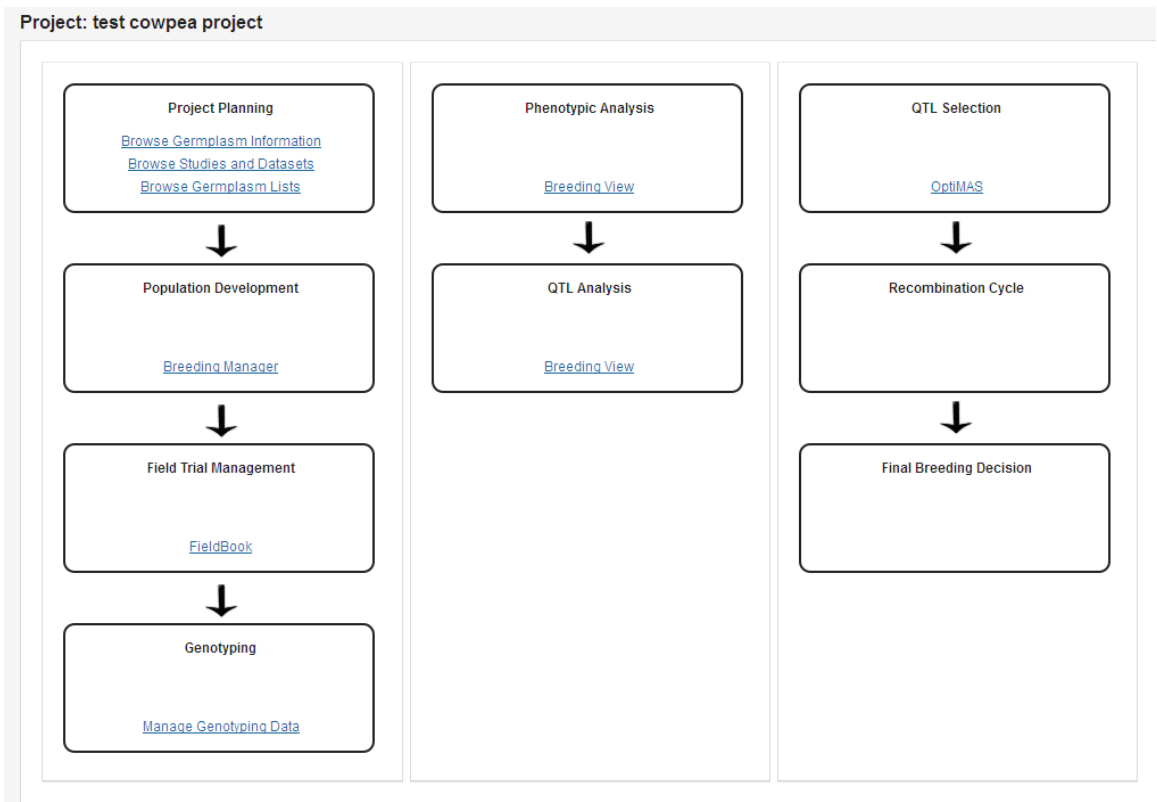 Project: test cowpea project
Project Planning
Browse Germplasm Information
Browse Studies and Datasets
Browse Germplasm Lists
Population Development
Breeding Manager
Field Trial Management
FieldBook
Genotyping
Manage Genotyping Data
Phenotypic Analysis
Breeding View
QTL Analysis
Breeding View
QTL Selection
OptiMAS
Recombination Cycle
Final Breeding Decision